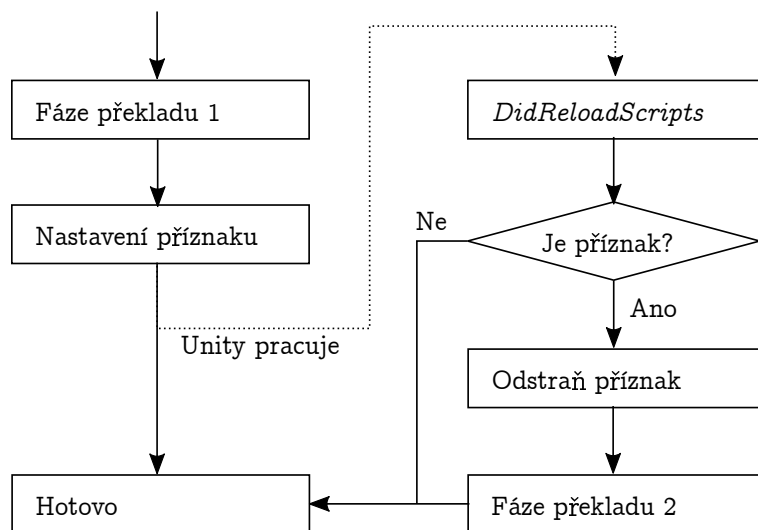 Fáze překladu 1
Nastavení příznaku
Unity pracuje
Hotovo
DidReloadScripts
Je příznak?
Ne
Ano
Odstraň příznak
Fáze překladu 2